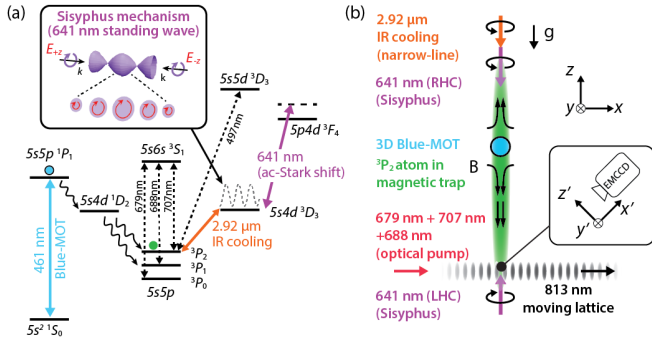 (a)
Sisyphus mechanism
(641 nm standing wave)
E+z
k
k
E-z
5s5p ¹P₁
5s4d ¹D₂
461 nm
Blue-MOT
5s² ¹S₀
5s6s ³S₁
679nm
688nm
707nm
³P₂
³P₁
³P₀
5s5p
5s5d ³D₃
497nm
5p4d ³F₄
641 nm
(ac-Stark shift)
5s4d ³D₃
2.92 µm
IR cooling
(b)
2.92 µm
IR cooling
(narrow-line)
g
641 nm (RHC)
(Sisyphus)
z
y
x
3D Blue-MOT
³P₂ atom in
magnetic trap
B
EMCCD
z′
x′
y′
679 nm + 707 nm
+688 nm
(optical pump)
813 nm
moving lattice
641 nm (LHC)
(Sisyphus)